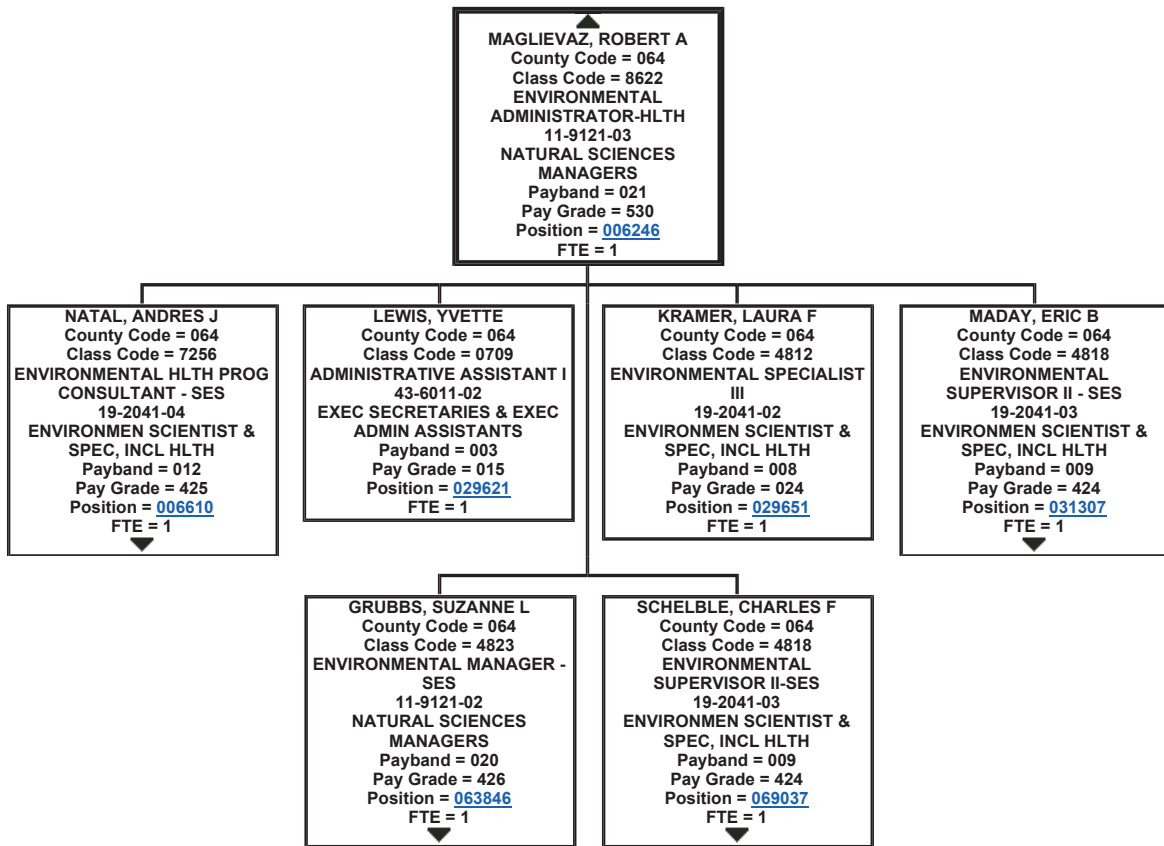 MAGLIEVAZ, ROBERT A
County Code = 064
Class Code = 8622
ENVIRONMENTAL
ADMINISTRATOR-HLTH
11-9121-03
NATURAL SCIENCES
MANAGERS
Payband = 021
Pay Grade = 530
Position = 006246
FTE = 1
NATAL, ANDRES J
County Code = 064
Class Code = 7256
ENVIRONMENTAL HLTH PROG
CONSULTANT - SES
19-2041-04
ENVIRONMEN SCIENTIST &
SPEC, INCL HLTH
Payband = 012
Pay Grade = 425
Position = 006610
FTE = 1
LEWIS, YVETTE
County Code = 064
Class Code = 0709
ADMINISTRATIVE ASSISTANT I
43-6011-02
EXEC SECRETARIES & EXEC
ADMIN ASSISTANTS
Payband = 003
Pay Grade = 015
Position = 029621
FTE = 1
KRAMER, LAURA F
County Code = 064
Class Code = 4812
ENVIRONMENTAL SPECIALIST
III
19-2041-02
ENVIRONMEN SCIENTIST &
SPEC, INCL HLTH
Payband = 008
Pay Grade = 024
Position = 029651
FTE = 1
MADAY, ERIC B
County Code = 064
Class Code = 4818
ENVIRONMENTAL
SUPERVISOR II - SES
19-2041-03
ENVIRONMEN SCIENTIST &
SPEC, INCL HLTH
Payband = 009
Pay Grade = 424
Position = 031307
FTE = 1
GRUBBS, SUZANNE L
County Code = 064
Class Code = 4823
ENVIRONMENTAL MANAGER -
SES
11-9121-02
NATURAL SCIENCES
MANAGERS
Payband = 020
Pay Grade = 426
Position = 063846
FTE = 1
SCHELBLE, CHARLES F
County Code = 064
Class Code = 4818
ENVIRONMENTAL
SUPERVISOR II-SES
19-2041-03
ENVIRONMEN SCIENTIST &
SPEC, INCL HLTH
Payband = 009
Pay Grade = 424
Position = 069037
FTE = 1